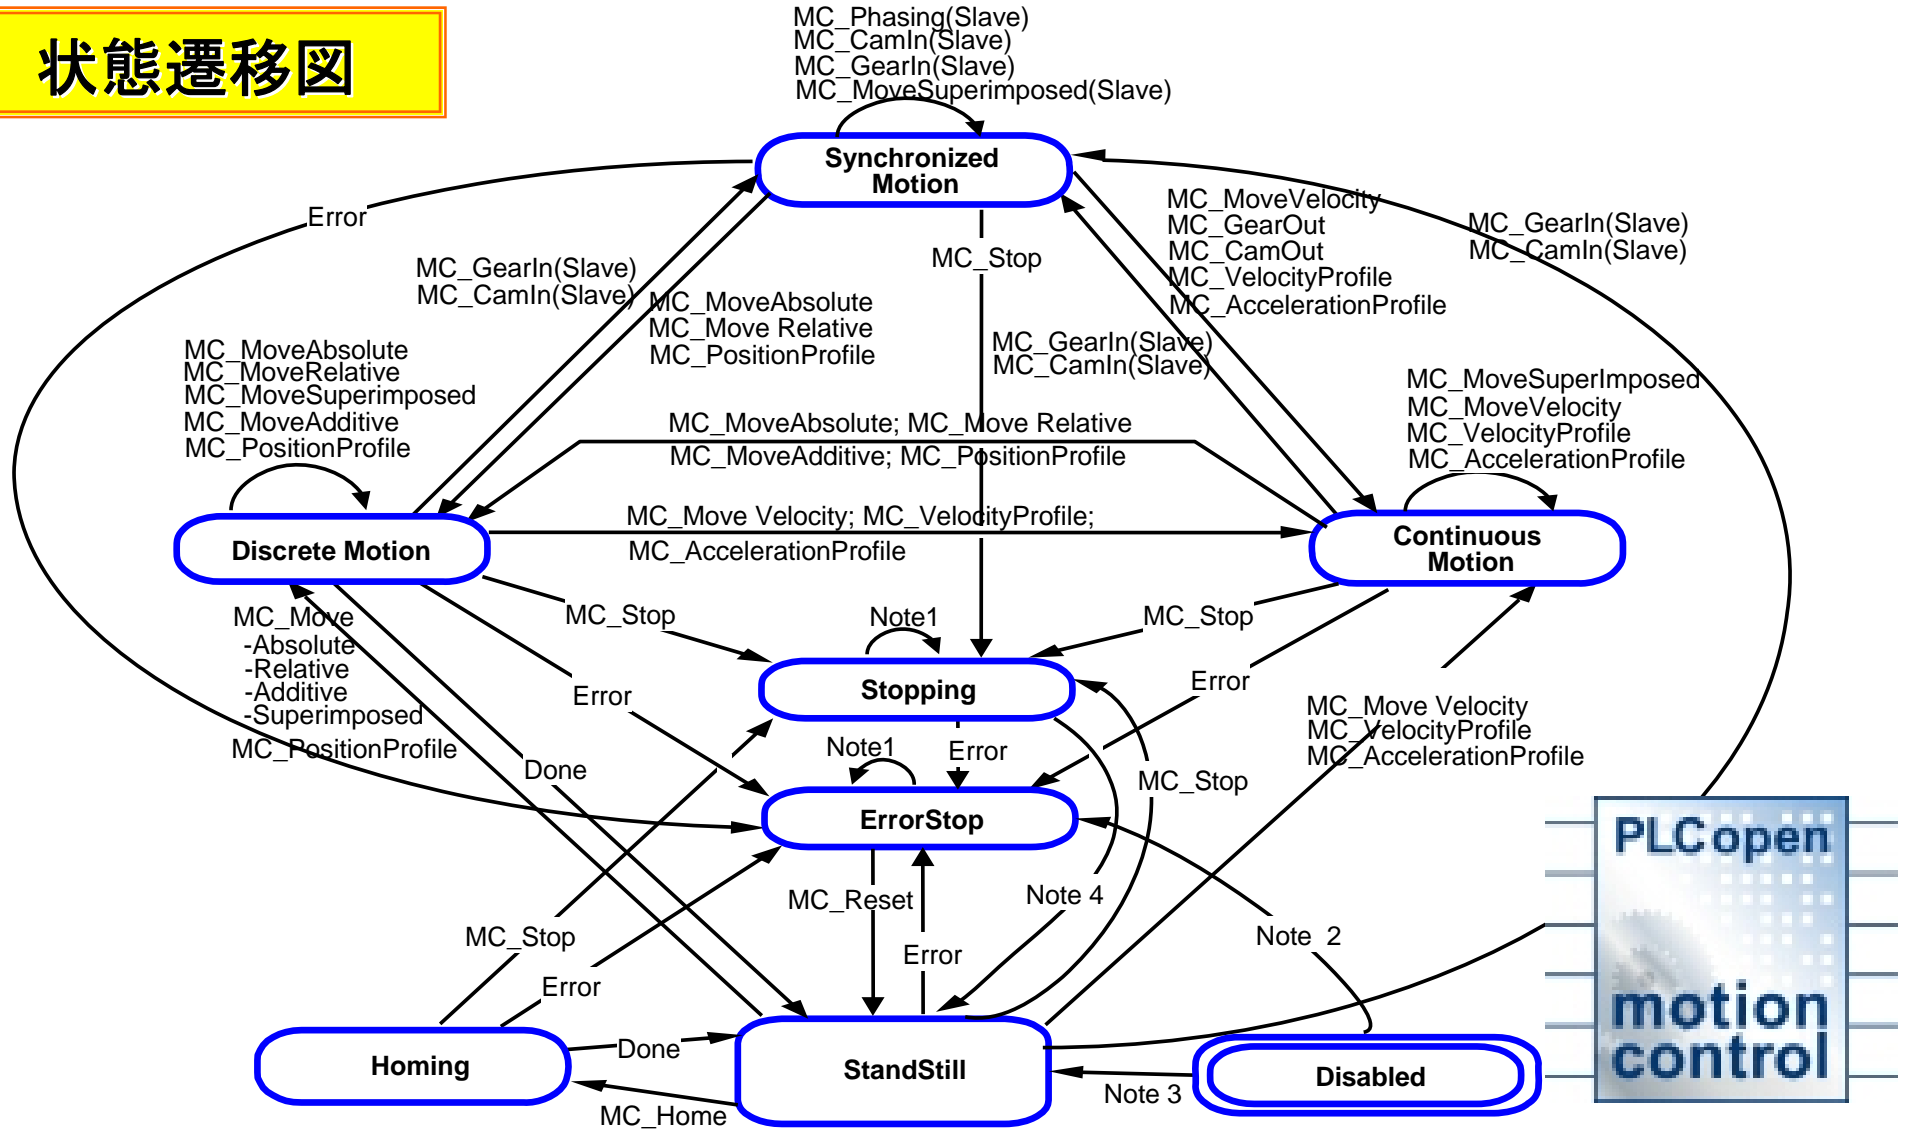 状態遷移図
MC_Phasing(Slave)
MC_CamIn(Slave)
MC_GearIn(Slave)
MC_MoveSuperimposed(Slave)
Synchronized
Motion
Error
MC_GearIn(Slave)
MC_CamIn(Slave)
MC_MoveAbsolute
MC_Move Relative
MC_PositionProfile
MC_Stop
MC_MoveVelocity
MC_GearOut
MC_CamOut
MC_VelocityProfile
MC_AccelerationProfile
MC_GearIn(Slave)
MC_CamIn(Slave)
MC_GearIn(Slave)
MC_CamIn(Slave)
MC_MoveAbsolute
MC_MoveRelative
MC_MoveSuperimposed
MC_MoveAdditive
MC_PositionProfile
MC_MoveAbsolute; MC_Move Relative
MC_MoveAdditive; MC_PositionProfile
MC_MoveSuperImposed
MC_MoveVelocity
MC_VelocityProfile
MC_AccelerationProfile
Discrete Motion
MC_Move Velocity; MC_VelocityProfile;
MC_AccelerationProfile
Continuous
Motion
MC_Move
-Absolute
-Relative
-Additive
-Superimposed
MC_PositionProfile
MC_Stop
Note1
MC_Stop
Stopping
Error
Error
Note1
Error
MC_Move Velocity
MC_VelocityProfile
MC_AccelerationProfile
Done
MC_Stop
ErrorStop
MC_Reset
Note 4
MC_Stop
Error
Error
Note 2
Homing
Done
StandStill
MC_Home
Note 3
Disabled
PLCopen
motion
control